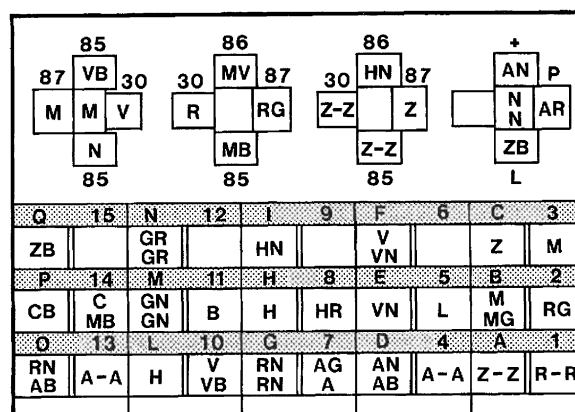 85 86 86 +
87 VB 30 30 MV 87 30 HN 87 AN P
M M V R RG Z-Z Z N N AR
N MB Z-Z ZB
85 85 85 L
Q 15 N 12 I 9 F 6 C 3
ZB GR GR HN V VN Z M
P 14 M 11 H 8 E 5 B 2
CB C MB GN GN B H HR VN L M MG RG
O 13 L 10 G 7 D 4 A 1
RN AB A-A H V VB RN RN AG A AN AB A-A Z-Z R-R